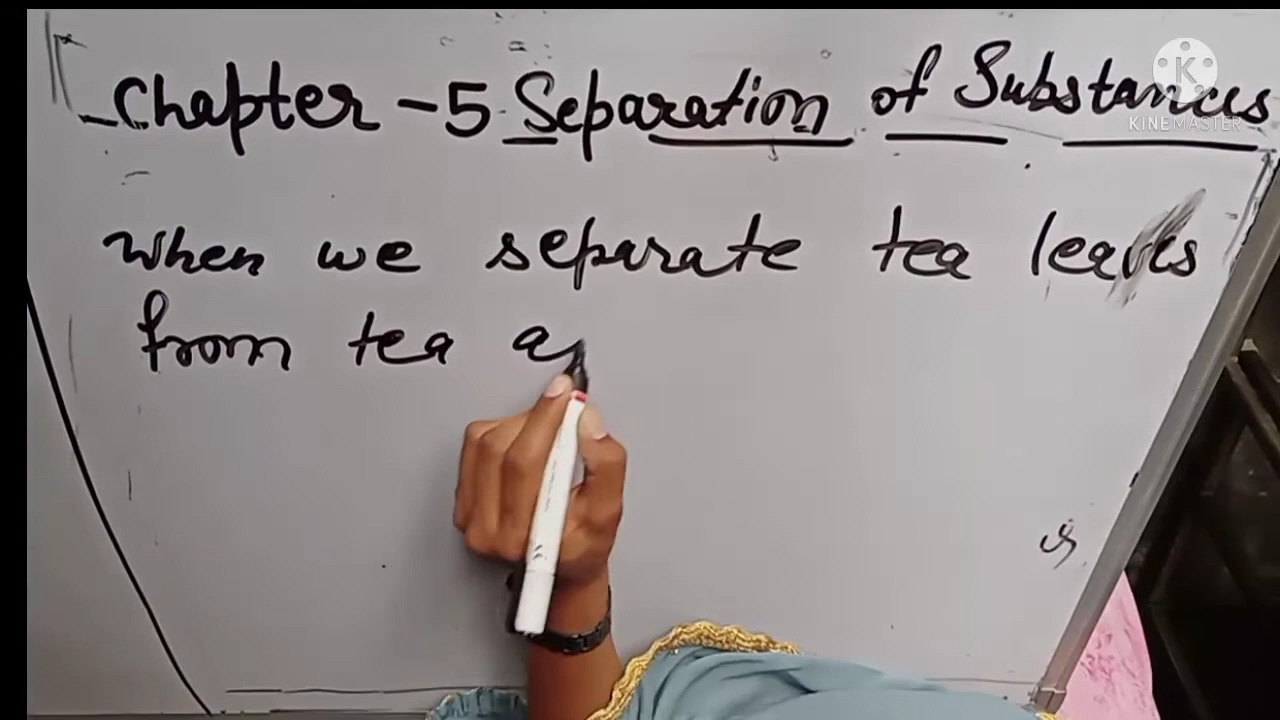 Chapter - 5 Separation of Substances
when we separate tea leaves
from tea a
K
KINEMASTER